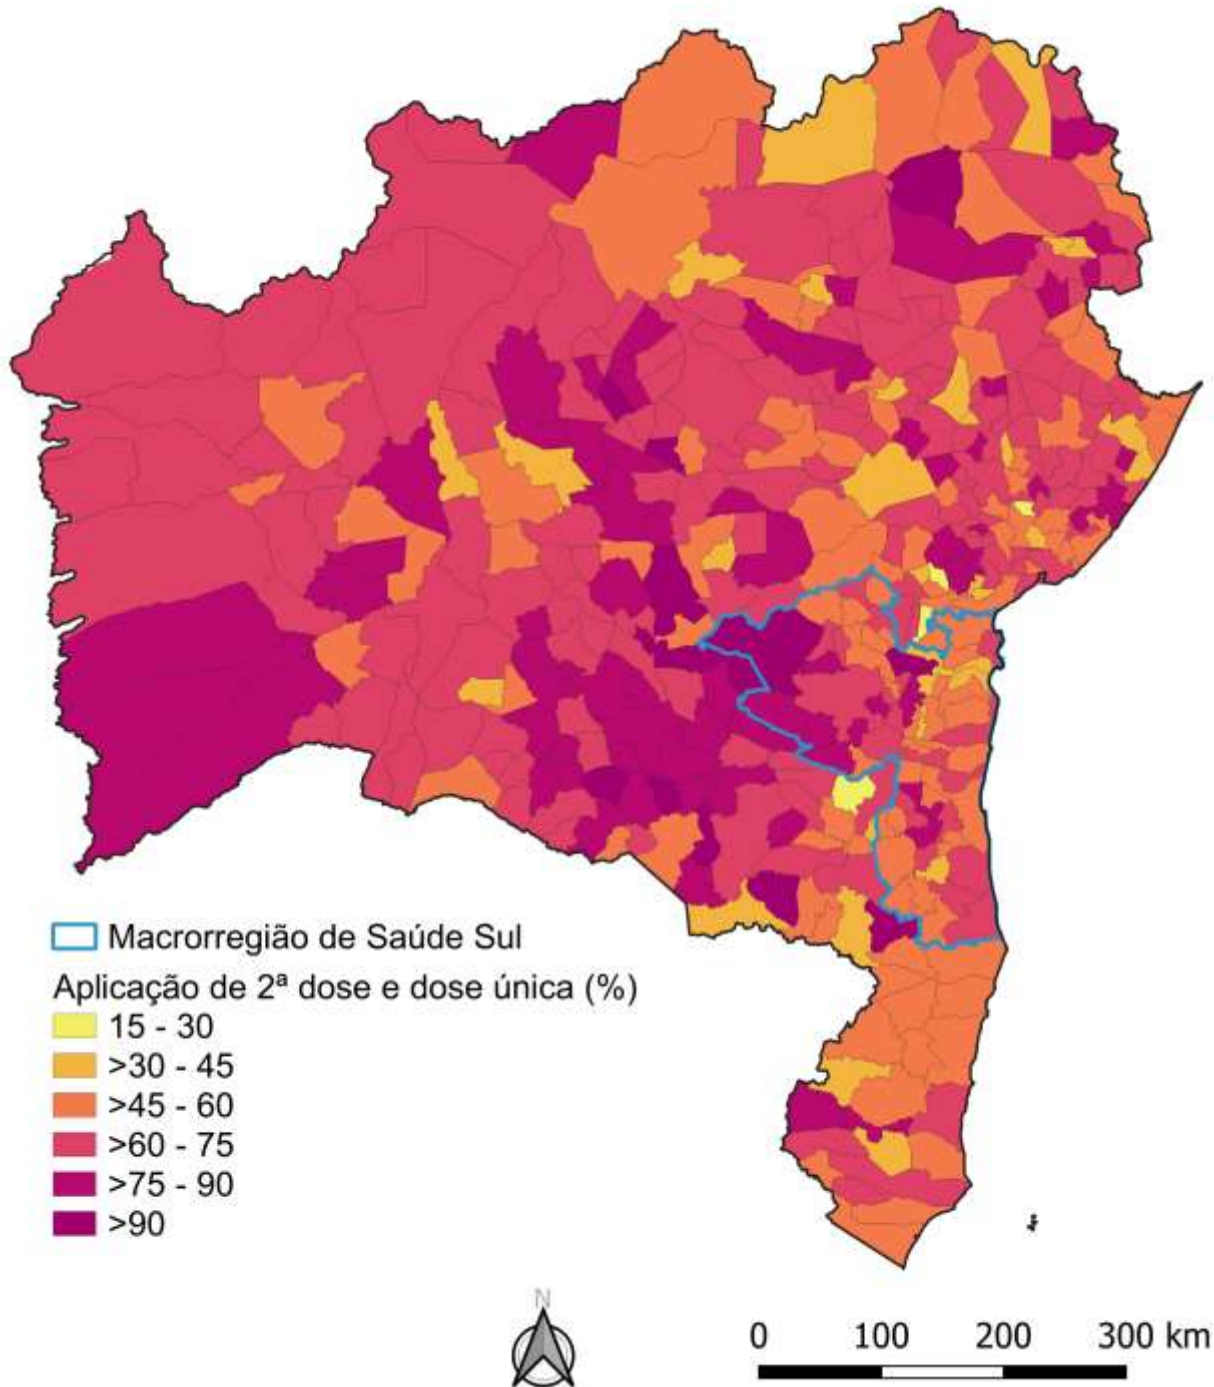 Macrorregião de Saúde Sul
Aplicação de 2ª dose e dose única (%)
15 - 30
>30 - 45
>45 - 60
>60 - 75
>75 - 90
>90
N
0 100 200 300 km